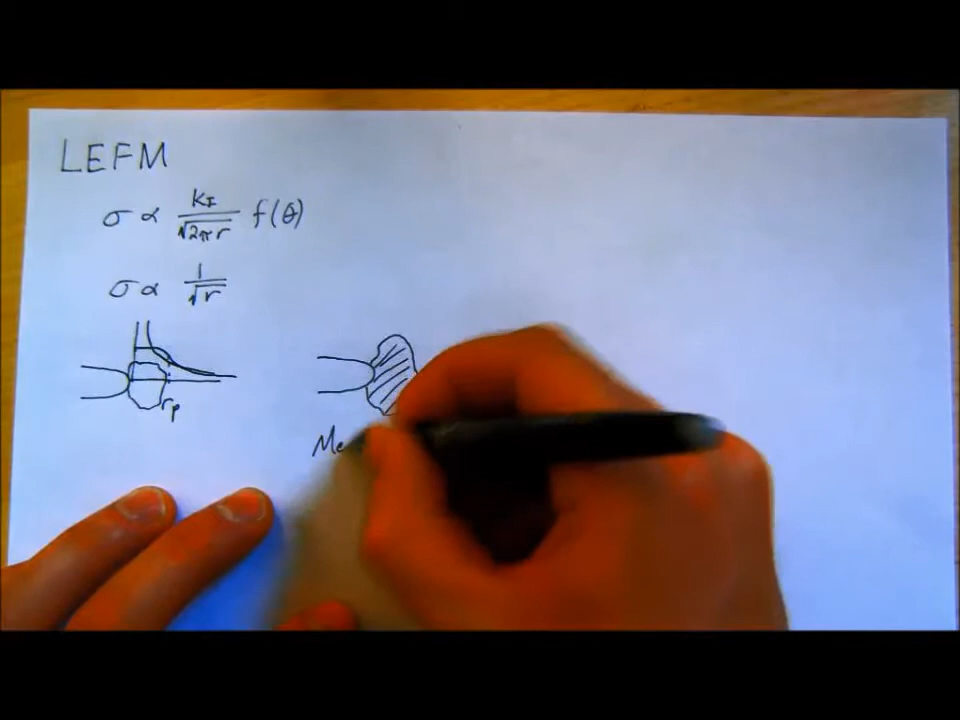 LEFM
σ ∝ K_I / √(2πr) f(θ)
σ ∝ 1 / √r
r_p